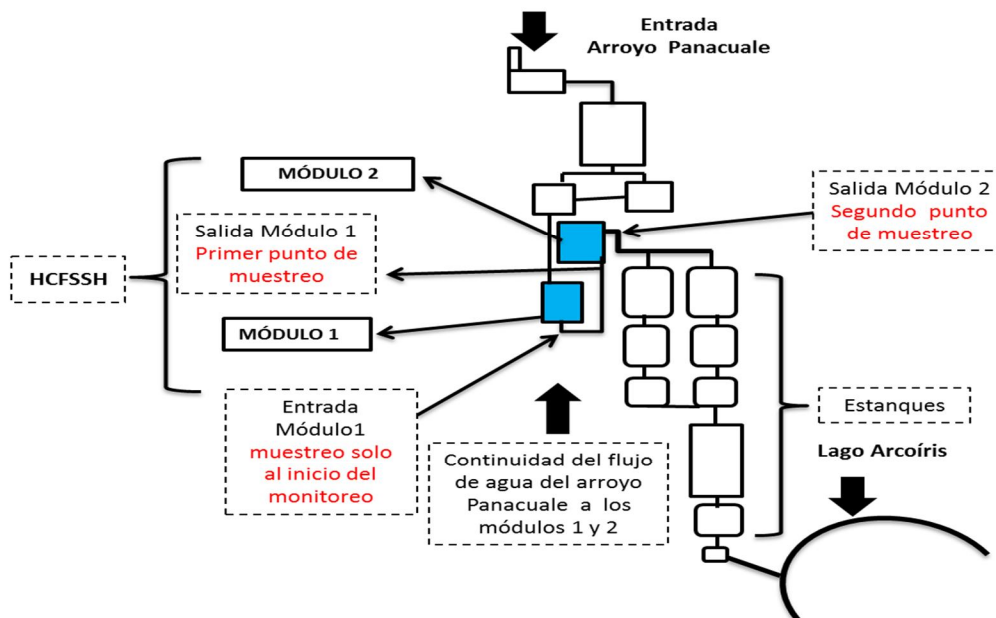 Entrada
Arroyo Panacuale
MÓDULO 2
Salida Módulo 1
Primer punto de
muestreo
HCFSSH
MÓDULO 1
Entrada
Módulo1
muestreo solo
al inicio del
monitoreo
Continuidad del flujo
de agua del arroyo
Panacuale a los
módulos 1 y 2
Salida Módulo 2
Segundo punto
de muestreo
Estanques
Lago Arcoíris